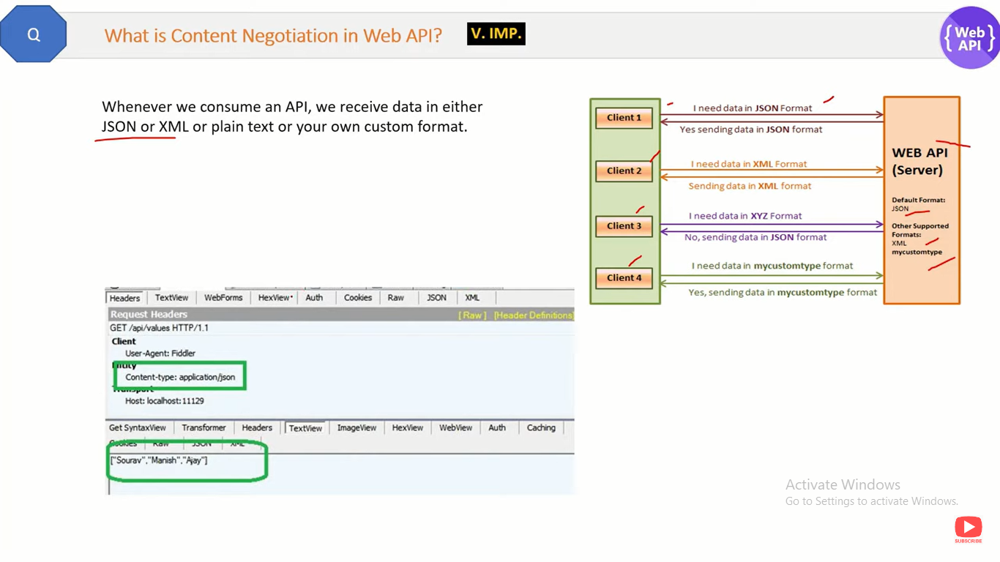 Q
What is Content Negotiation in Web API?
V. IMP.
{Web
API}
Whenever we consume an API, we receive data in either
JSON or XML or plain text or your own custom format.
Client 1
I need data in JSON Format
Yes sending data in JSON format
Client 2
I need data in XML Format
Sending data in XML format
Client 3
I need data in XYZ Format
No, sending data in JSON format
Client 4
I need data in mycustomtype format
Yes, sending data in mycustomtype format
WEB API
(Server)
Default Format:
JSON
Other Supported
Formats:
XML
mycustomtype
Headers TextView WebForms HexView Auth Cookies Raw JSON XML
Request Headers [ Raw ] [Header Definitions]
GET /api/values HTTP/1.1
Client
User-Agent: Fiddler
Entity
Content-type: application/json
Transport
Host: localhost:11129
Get SyntaxView Transformer Headers TextView ImageView HexView WebView Auth Caching
Cookies Raw JSON XML
["Sourav","Manish","Ajay"]
Activate Windows
Go to Settings to activate Windows.
SUBSCRIBE